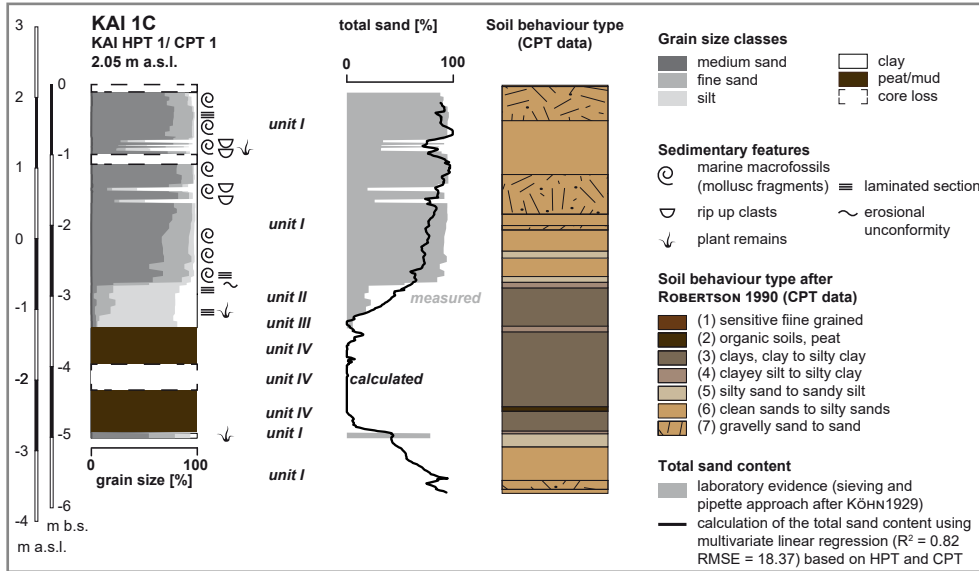 KAI 1C
KAI HPT 1/ CPT 1
2.05 m a.s.l.
total sand [%]
0 100
Soil behaviour type
(CPT data)
3
2
1
0
-1
-2
-3
-4
m a.s.l.
0
-1
-2
-3
-4
-5
-6
m b.s.
0 100
grain size [%]
unit I
unit I
unit II
unit III
unit IV
unit IV
unit IV
unit I
unit I
measured
calculated
Grain size classes
medium sand
fine sand
silt
clay
peat/mud
core loss
Sedimentary features
marine macrofossils
(mollusc fragments)
rip up clasts
plant remains
laminated section
erosional
unconformity
Soil behaviour type after
ROBERTSON 1990 (CPT data)
(1) sensitive fiine grained
(2) organic soils, peat
(3) clays, clay to silty clay
(4) clayey silt to silty clay
(5) silty sand to sandy silt
(6) clean sands to silty sands
(7) gravelly sand to sand
Total sand content
laboratory evidence (sieving and
pipette approach after KÖHN1929)
calculation of the total sand content using
multivariate linear regression (R² = 0.82
RMSE = 18.37) based on HPT and CPT